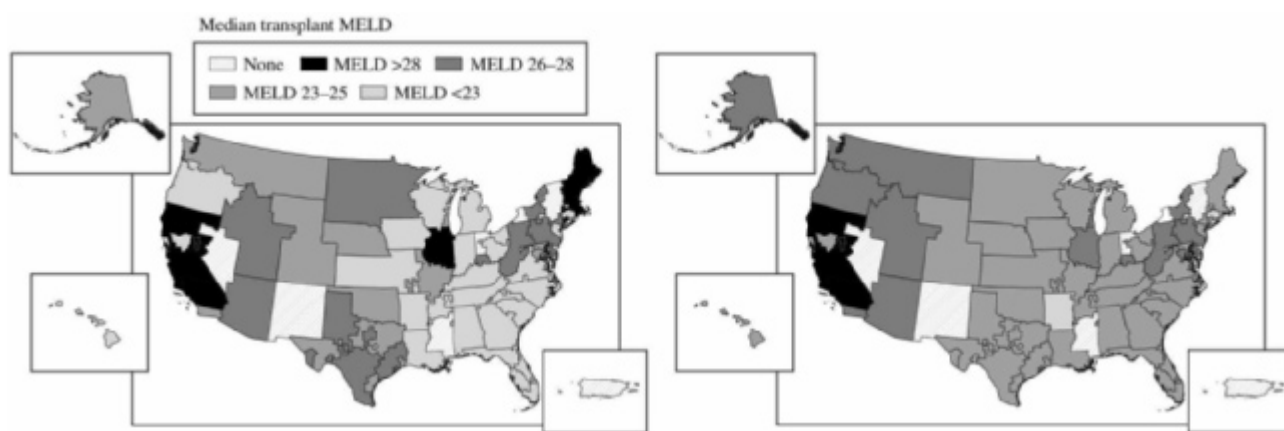 Median transplant MELD
None MELD >28 MELD 26–28
MELD 23–25 MELD <23